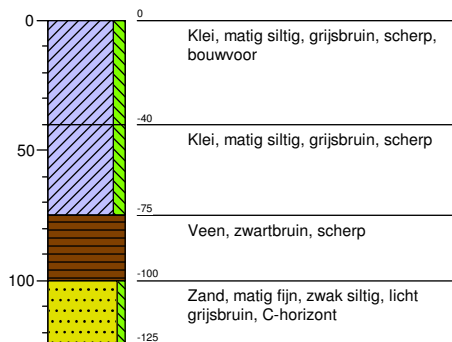 0
0
Klei, matig siltig, grijsbruin, scherp,
bouwvoor
-40
Klei, matig siltig, grijsbruin, scherp
50
-75
Veen, zwartbruin, scherp
-100
100
Zand, matig fijn, zwak siltig, licht
grijsbruin, C-horizont
-125